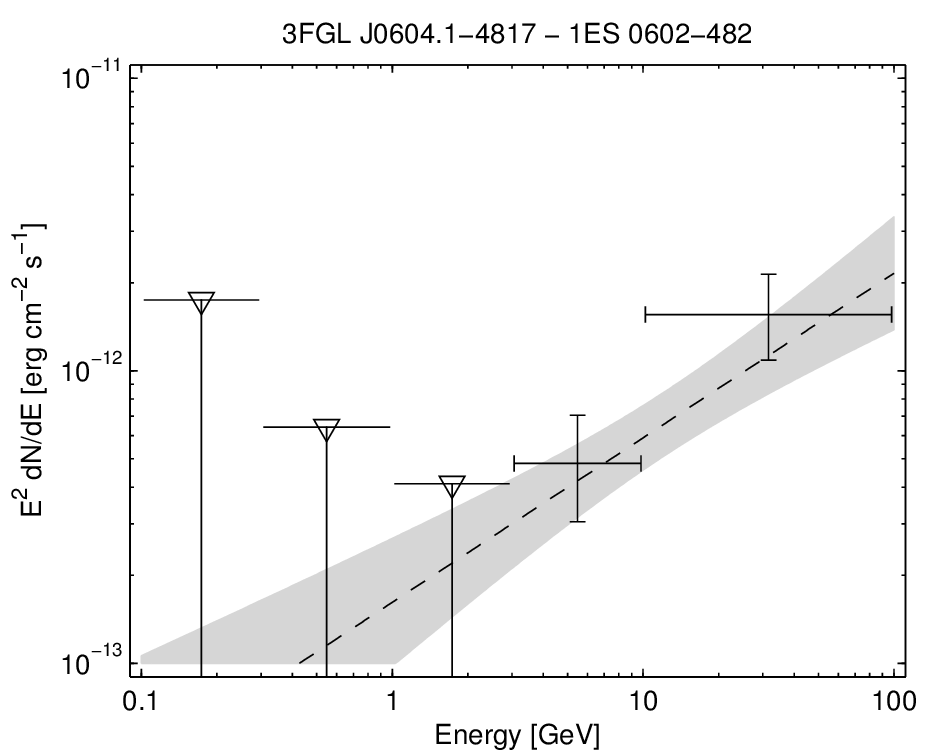 3FGL J0604.1−4817 − 1ES 0602−482
E² dN/dE [erg cm⁻² s⁻¹]
10⁻¹¹
10⁻¹²
10⁻¹³
0.1 1 10 100
Energy [GeV]